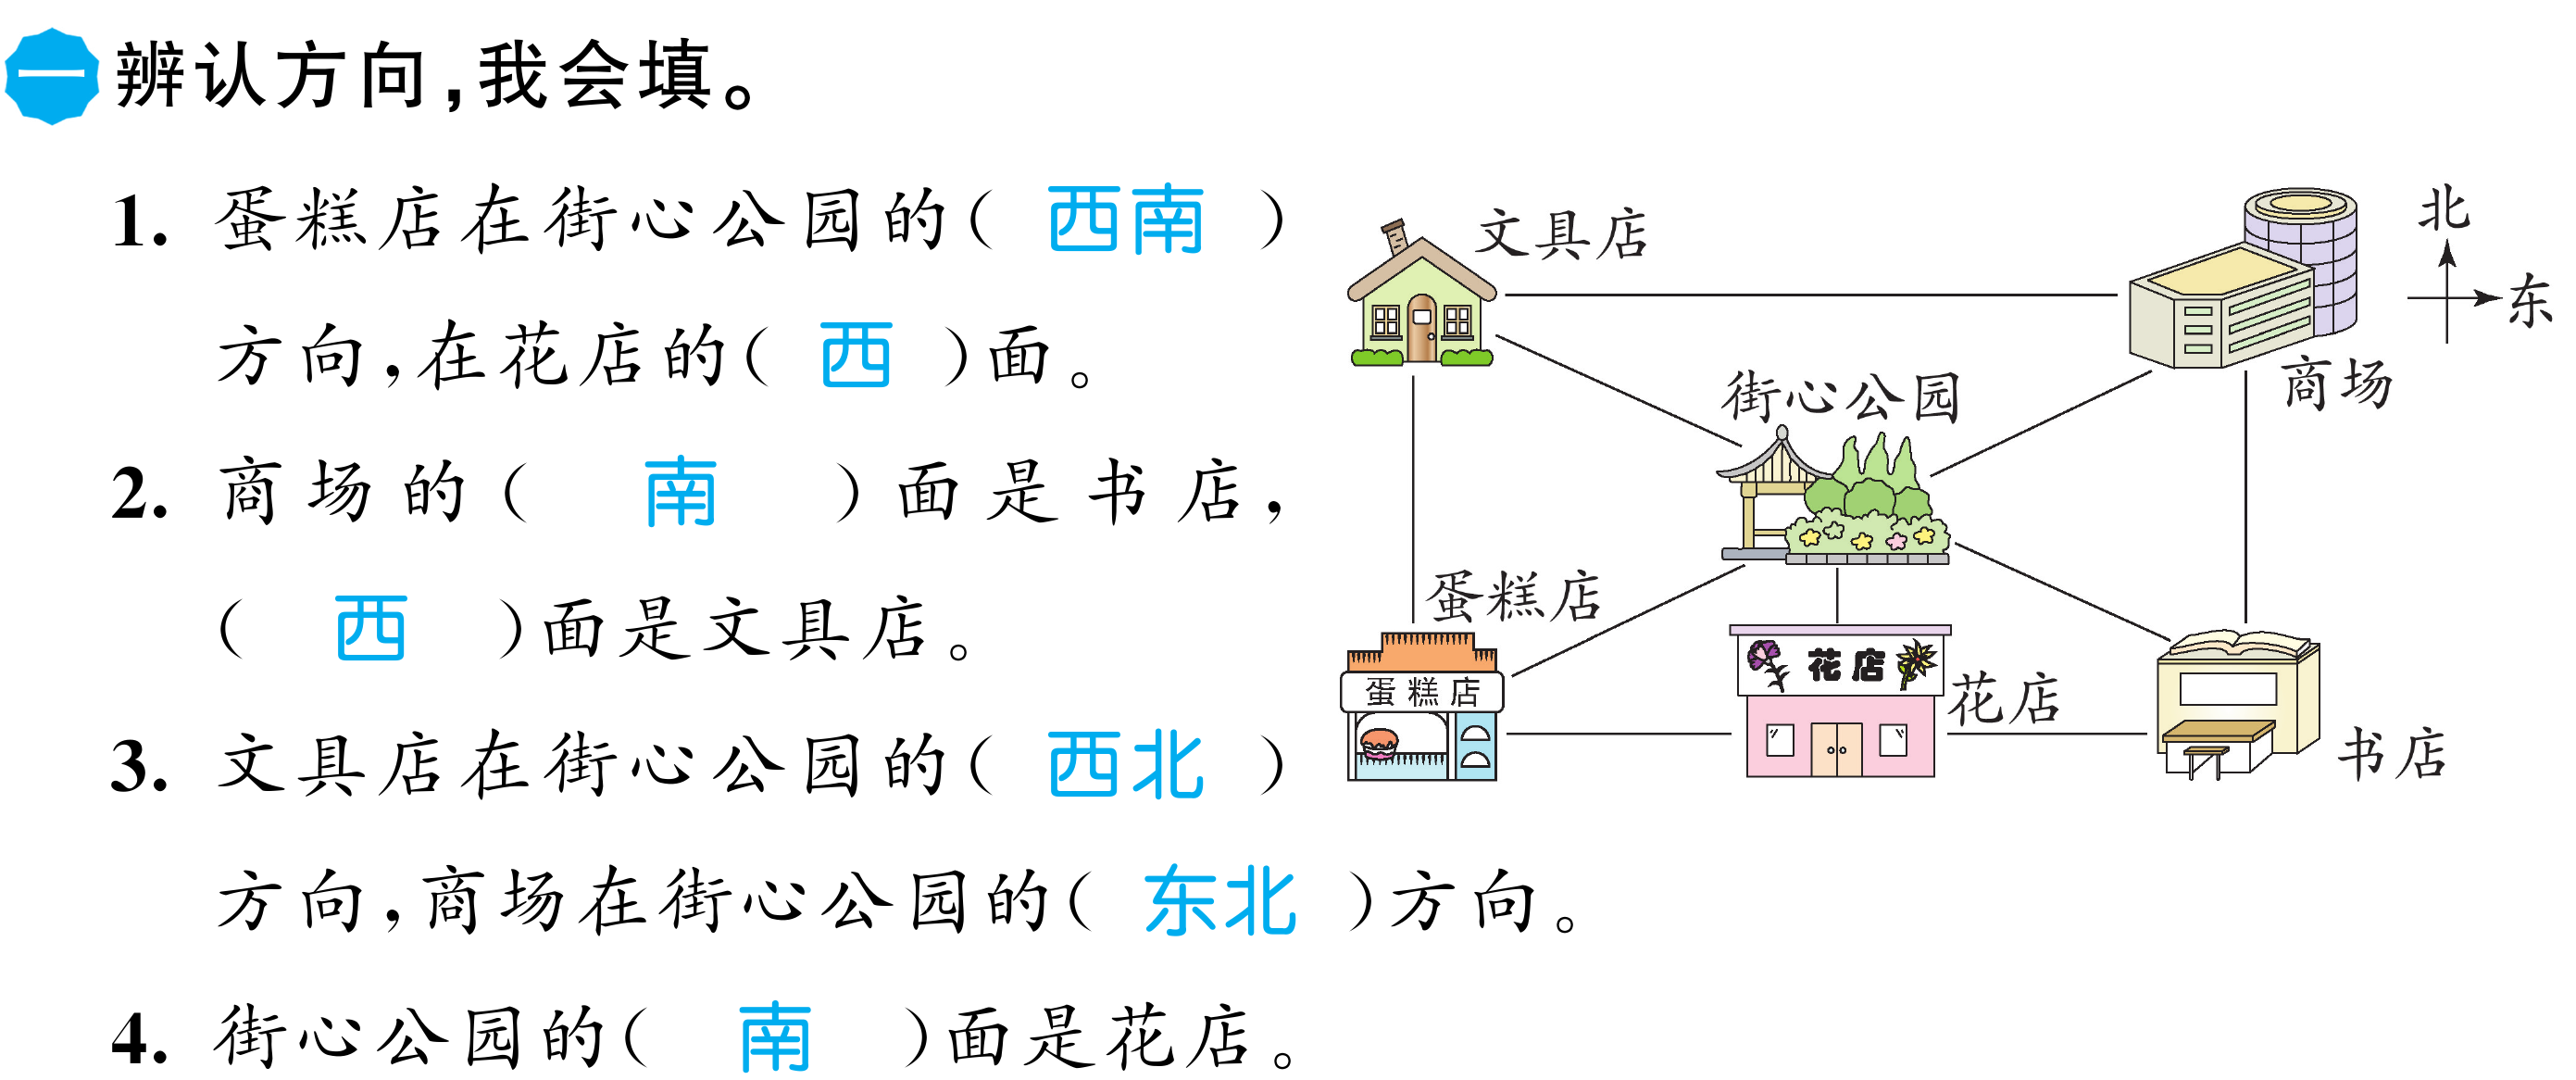 一 辨认方向,我会填。
1. 蛋糕店在街心公园的( 西南 )
方向,在花店的( 西 )面。
2. 商场的( 南 )面是书店,
( 西 )面是文具店。
3. 文具店在街心公园的( 西北 )
方向,商场在街心公园的( 东北 )方向。
4. 街心公园的( 南 )面是花店。
文具店
北
东
商场
街心公园
蛋糕店
蛋糕店
花店
花店
书店